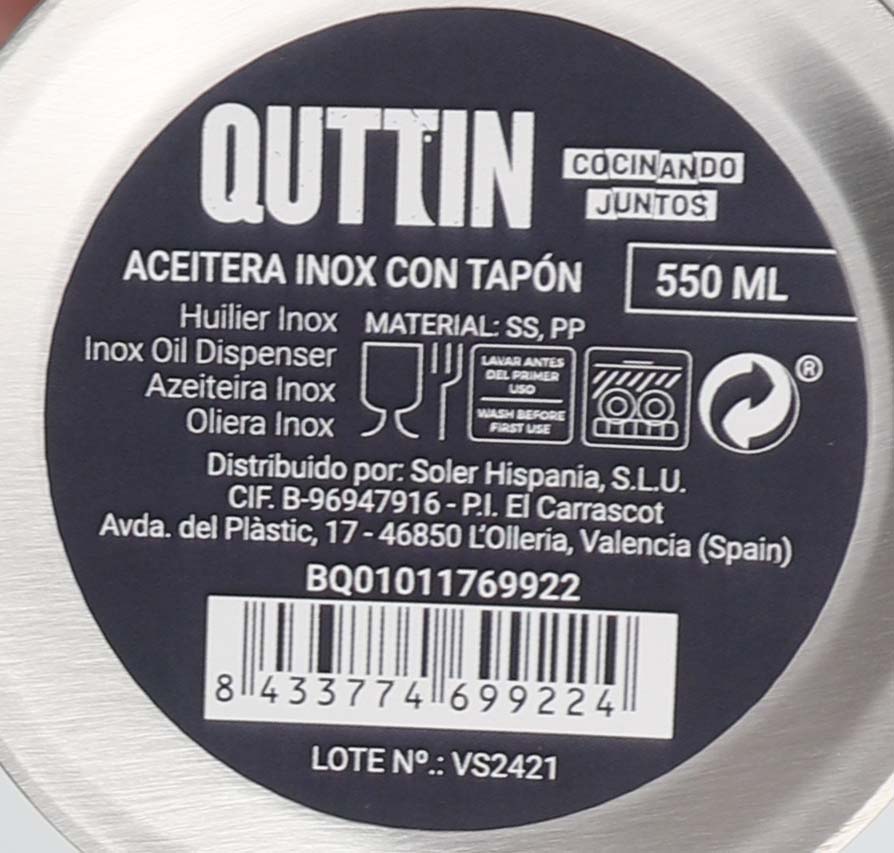 QUTTIN
COCINANDO
JUNTOS
ACEITERA INOX CON TAPÓN
550 ML
Huilier Inox
Inox Oil Dispenser
Azeiteira Inox
Oliera Inox
MATERIAL: SS, PP
LAVAR ANTES
DEL PRIMER
USO
WASH BEFORE
FIRST USE
®
Distribuido por: Soler Hispania, S.L.U.
CIF. B-96947916 - P.I. El Carrascot
Avda. del Plàstic, 17 - 46850 L'Olleria, Valencia (Spain)
BQ01011769922
8 433774 699224
LOTE Nº.: VS2421